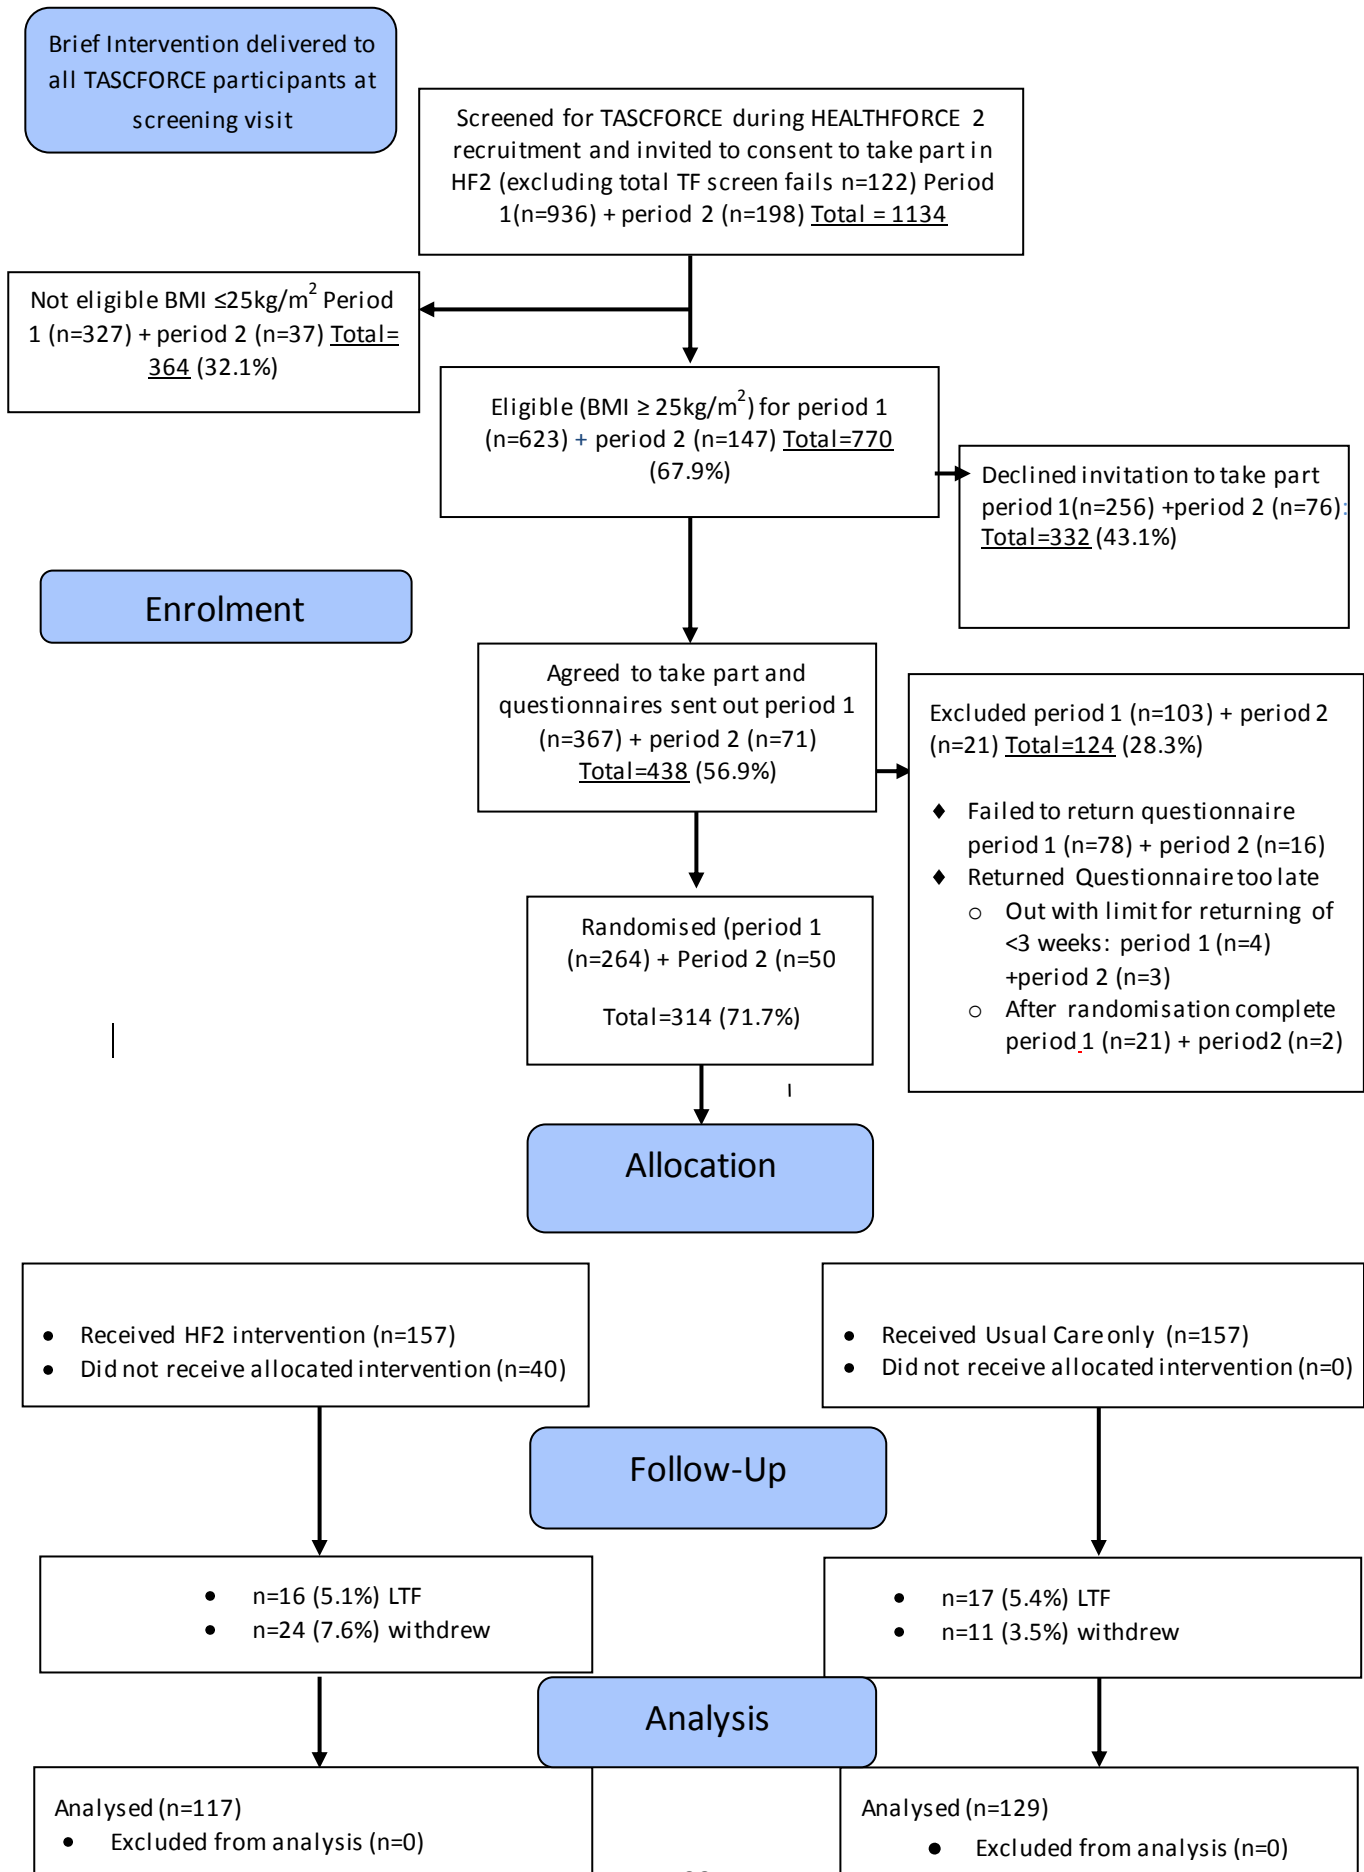 Brief Intervention delivered to
all TASCFORCE participants at
screening visit
Screened for TASCFORCE during HEALTHFORCE 2
recruitment and invited to consent to take part in
HF2 (excluding total TF screen fails n=122) Period
1(n=936) + period 2 (n=198) Total = 1134
Not eligible BMI ≤25kg/m² Period
1 (n=327) + period 2 (n=37) Total=
364 (32.1%)
Eligible (BMI ≥ 25kg/m²) for period 1
(n=623) + period 2 (n=147) Total=770
(67.9%)
Declined invitation to take part
period 1(n=256) +period 2 (n=76):
Total=332 (43.1%)
Enrolment
Agreed to take part and
questionnaires sent out period 1
(n=367) + period 2 (n=71)
Total=438 (56.9%)
Excluded period 1 (n=103) + period 2
(n=21) Total=124 (28.3%)
♦ Failed to return questionnaire
period 1 (n=78) + period 2 (n=16)
♦ Returned Questionnaire too late
o Out with limit for returning of
<3 weeks: period 1 (n=4)
+period 2 (n=3)
o After randomisation complete
period 1 (n=21) + period2 (n=2)
Randomised (period 1
(n=264) + Period 2 (n=50
Total=314 (71.7%)
Allocation
• Received HF2 intervention (n=157)
• Did not receive allocated intervention (n=40)
• Received Usual Care only (n=157)
• Did not receive allocated intervention (n=0)
Follow-Up
• n=16 (5.1%) LTF
• n=24 (7.6%) withdrew
• n=17 (5.4%) LTF
• n=11 (3.5%) withdrew
Analysis
Analysed (n=117)
• Excluded from analysis (n=0)
Analysed (n=129)
• Excluded from analysis (n=0)